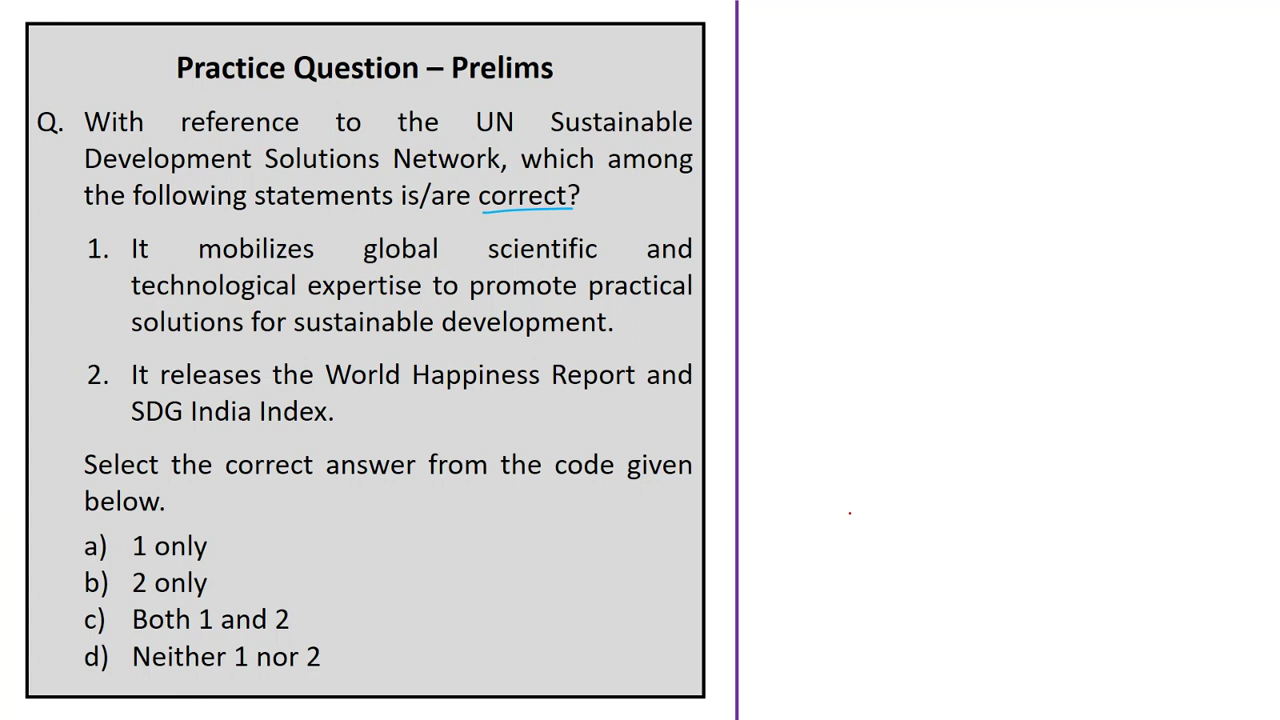 Practice Question – Prelims
Q. With reference to the UN Sustainable
Development Solutions Network, which among
the following statements is/are correct?
1. It mobilizes global scientific and
technological expertise to promote practical
solutions for sustainable development.
2. It releases the World Happiness Report and
SDG India Index.
Select the correct answer from the code given
below.
a) 1 only
b) 2 only
c) Both 1 and 2
d) Neither 1 nor 2